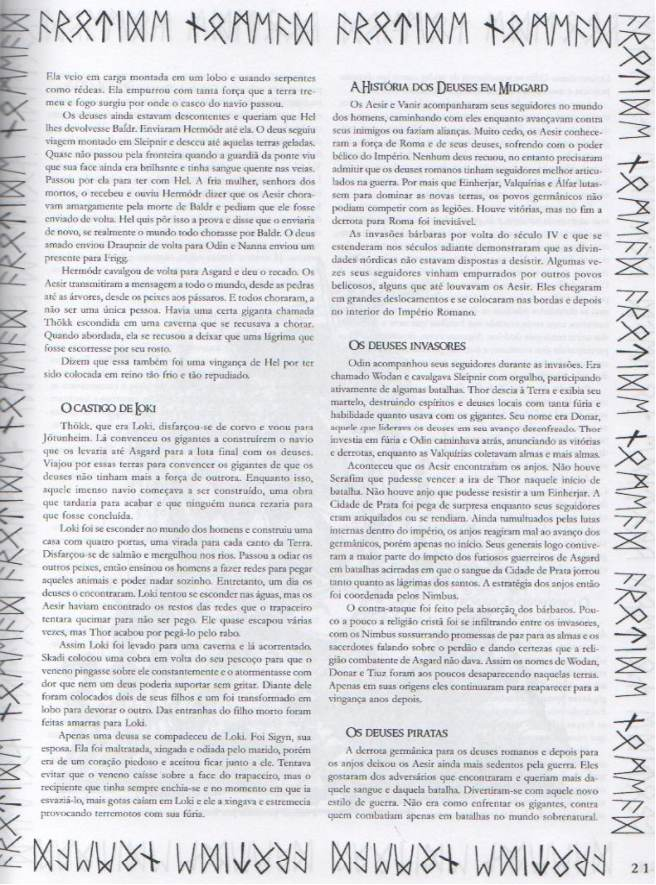 Ela veio em carga montada em um lobo e usando serpentes
como rédeas. Ela empurrou com tanta força que a terra tre-
meu e fogo surgiu por onde o casco do navio passou.
Os deuses ainda estavam descontentes e queriam que Hel
lhes devolvesse Baldr. Enviaram Hermódr até ela. O deus seguiu
viagem montado em Sleipnir e desceu até aquelas terras geladas.
Quase não passou pela fronteira quando a guardiã da ponte viu
que sua face ainda era brilhante e tinha sangue quente nas veias.
Passou por ela para ter com Hel. A fria mulher, senhora dos
mortos, o recebeu e ouviu Hermódr dizer que os Aesir chora-
vam amargamente pela morte de Baldr e pediam que ele fosse
enviado de volta. Hel quis pôr isso a prova e disse que o enviaria
de novo, se realmente o mundo todo chorasse por Baldr. O deus
amado enviou Draupnir de volta para Odin e Nanna enviou um
presente para Frigg.
Hermódr cavalgou de volta para Asgard e deu o recado. Os
Aesir transmitiram a mensagem a todo o mundo, desde as pedras
até as árvores, desde os peixes aos pássaros. E todos choraram, a
não ser uma única pessoa. Havia uma certa giganta chamada
Thökk escondida em uma caverna que se recusava a chorar.
Quando abordada, ela se recusou a deixar que uma lágrima que
fosse escorresse por seu rosto.
Dizem que essa também foi uma vingança de Hel por ter
sido colocada em reino tão frio e tão repudiado.
O CASTIGO DE LOKI
Thökk, que era Loki, disfarçou-se de corvo e voou para
Jörunheim. Lá convenceu os gigantes a construírem o navio
que os levaria até Asgard para a luta final com os deuses.
Viajou por essas terras para convencer os gigantes de que os
deuses não tinham mais a força de outrora. Enquanto isso,
aquele imenso navio começava a ser construído, uma obra
que tardaria para acabar e que ninguém nunca rezaria para
que fosse concluída.
Loki foi se esconder no mundo dos homens e construiu uma
casa com quatro portas, uma virada para cada canto da Terra.
Disfarçou-se de salmão e mergulhou nos rios. Passou a odiar os
outros peixes, então ensinou os homens a fazer redes para pegar
aqueles animais e poder nadar sozinho. Entretanto, um dia os
deuses o encontraram. Loki tentou se esconder nas águas, mas os
Aesir haviam encontrado os restos das redes que o trapaceiro
tentara queimar para não ser pego. Ele quase escapou várias
vezes, mas Thor acabou por pegá-lo pelo rabo.
Assim Loki foi levado para uma caverna e lá acorrentado.
Skadi colocou uma cobra em volta do seu pescoço para que o
veneno pingasse sobre ele constantemente e o atormentasse com
dor que nem um deus poderia suportar sem gritar. Diante dele
foram colocados dois de seus filhos e um foi transformado em
lobo para devorar o outro. Das entranhas do filho morto foram
feitas amarras para Loki.
Apenas uma deusa se compadeceu de Loki. Foi Sigyn, sua
esposa. Ela foi maltratada, xingada e odiada pelo marido, porém
era de um coração piedoso e aceitou ficar junto a ele. Tentava
evitar que o veneno caísse sobre a face do trapaceiro, mas o
recipiente que tinha sempre enchia-se e no momento em que ia
esvaziá-lo, mais gotas caíam em Loki e ele a xingava e estremecia
provocando terremotos com sua fúria.
A HISTÓRIA DOS DEUSES EM MIDGARD
Os Aesir e Vanir acompanharam seus seguidores no mundo
dos homens, caminhando com eles enquanto avançavam contra
seus inimigos ou faziam alianças. Muito cedo, os Aesir conhece-
ram a força de Roma e de seus deuses, sofrendo com o poder
bélico do Império. Nenhum deus recuou, no entanto precisaram
admitir que os deuses romanos tinham seguidores melhor articu-
lados na guerra. Por mais que Einherjar, Valquírias e Álfar lutas-
sem para dominar as novas terras, os povos germânicos não
podiam competir com as legiões. Houve vitórias, mas no fim a
derrota para Roma foi inevitável.
As invasões bárbaras por volta do século IV e que se
estenderam nos séculos adiante demonstraram que as divin-
dades nórdicas não estavam dispostas a desistir. Algumas ve-
zes seus seguidores vinham empurrados por outros povos
belicosos, alguns que até louvavam os Aesir. Eles chegaram
em grandes deslocamentos e se colocaram nas bordas e depois
no interior do Império Romano.
OS DEUSES INVASORES
Odin acompanhou seus seguidores durante as invasões. Era
chamado Wodan e cavalgava Sleipnir com orgulho, participando
ativamente de algumas batalhas. Thor descia à Terra e exibia seu
martelo, destruindo espíritos e deuses locais com tanta fúria e
habilidade quanto usava com os gigantes. Seu nome era Donar,
aquele que liderava os deuses em seu avanço desenfreado. Thor
investia em fúria e Odin caminhava atrás, anunciando as vitórias
e derrotas, enquanto as Valquírias coletavam almas e mais almas.
Aconteceu que os Aesir encontraram os anjos. Não houve
Serafim que pudesse vencer a ira de Thor naquele início de
batalha. Não houve anjo que pudesse resistir a um Einherjar. A
Cidade de Prata foi pega de surpresa enquanto seus seguidores
eram aniquilados ou se rendiam. Ainda tumultuados pelas lutas
internas dentro do império, os anjos reagiram mal ao avanço dos
germânicos, porém apenas no início. Seus generais logo contive-
ram a maior parte do ímpeto dos furiosos guerreiros de Asgard
em batalhas acirradas em que o sangue da Cidade de Prata jorrou
tanto quanto as lágrimas dos santos. A estratégia dos anjos então
foi coordenada pelos Nimbus.
O contra-ataque foi feito pela absorção dos bárbaros. Pou-
co a pouco a religião cristã foi se infiltrando entre os invasores,
com os Nimbus sussurrando promessas de paz para as almas e os
sacerdotes falando sobre o perdão e dando certezas que a reli-
gião combatente de Asgard não dava. Assim os nomes de Wodan,
Donar e Tiuz foram aos poucos desaparecendo naquelas terras.
Apenas em suas origens eles continuaram para reaparecer para a
vingança anos depois.
OS DEUSES PIRATAS
A derrota germânica para os deuses romanos e depois para
os anjos deixou os Aesir ainda mais sedentos pela guerra. Eles
gostaram dos adversários que encontraram e queriam mais da-
quele sangue e daquela batalha. Divertiram-se com aquele novo
estilo de guerra. Não era como enfrentar os gigantes, contra
quem combatiam apenas em batalhas no mundo sobrenatural.
21